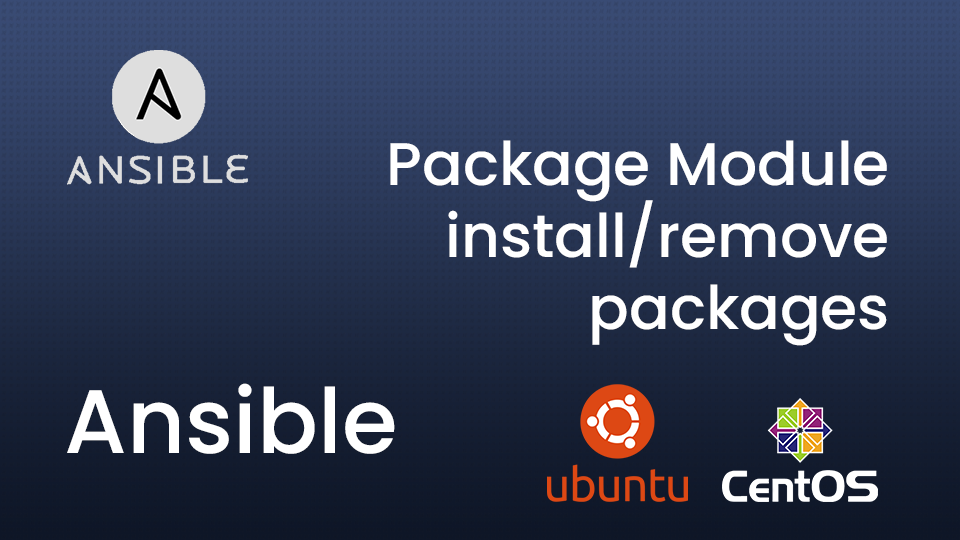 ANSIBLE
Package Module
install/remove
packages
Ansible
ubuntu
CentOS